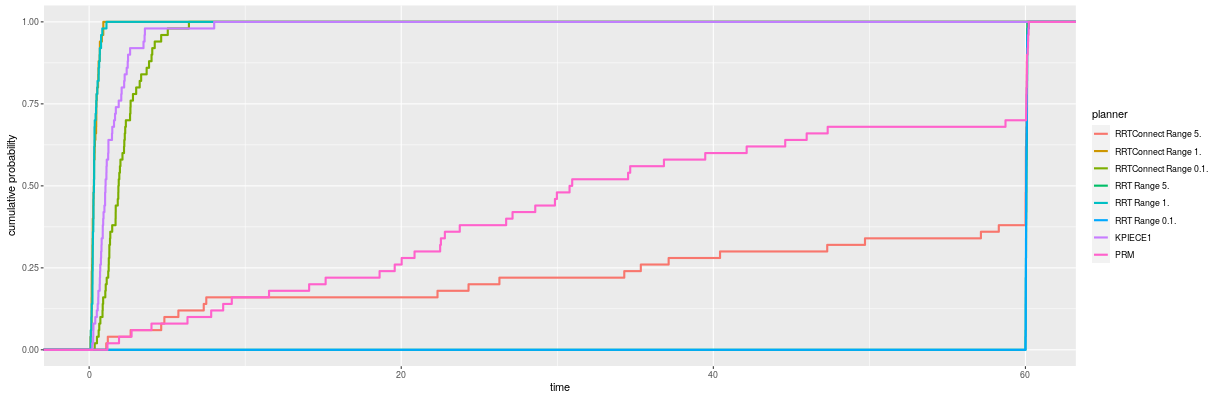 1.00
0.75
0.50
0.25
0.00
cumulative probability
0
20
40
60
time
planner
RRTConnect Range 5.
RRTConnect Range 1.
RRTConnect Range 0.1.
RRT Range 5.
RRT Range 1.
RRT Range 0.1.
KPIECE1
PRM